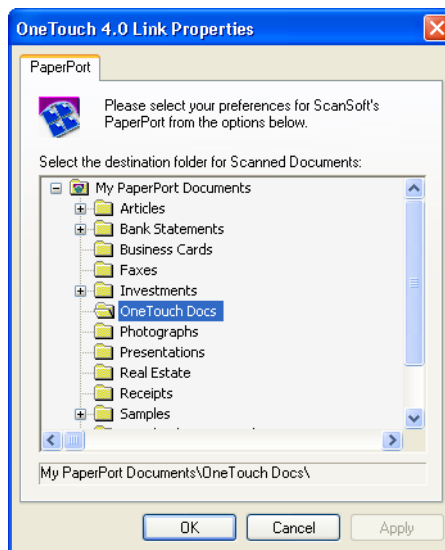 OneTouch 4.0 Link Properties
PaperPort
Please select your preferences for ScanSoft's
PaperPort from the options below.
Select the destination folder for Scanned Documents:
My PaperPort Documents
Articles
Bank Statements
Business Cards
Faxes
Investments
OneTouch Docs
Photographs
Presentations
Real Estate
Receipts
Samples
My PaperPort Documents\OneTouch Docs\
OK
Cancel
Apply